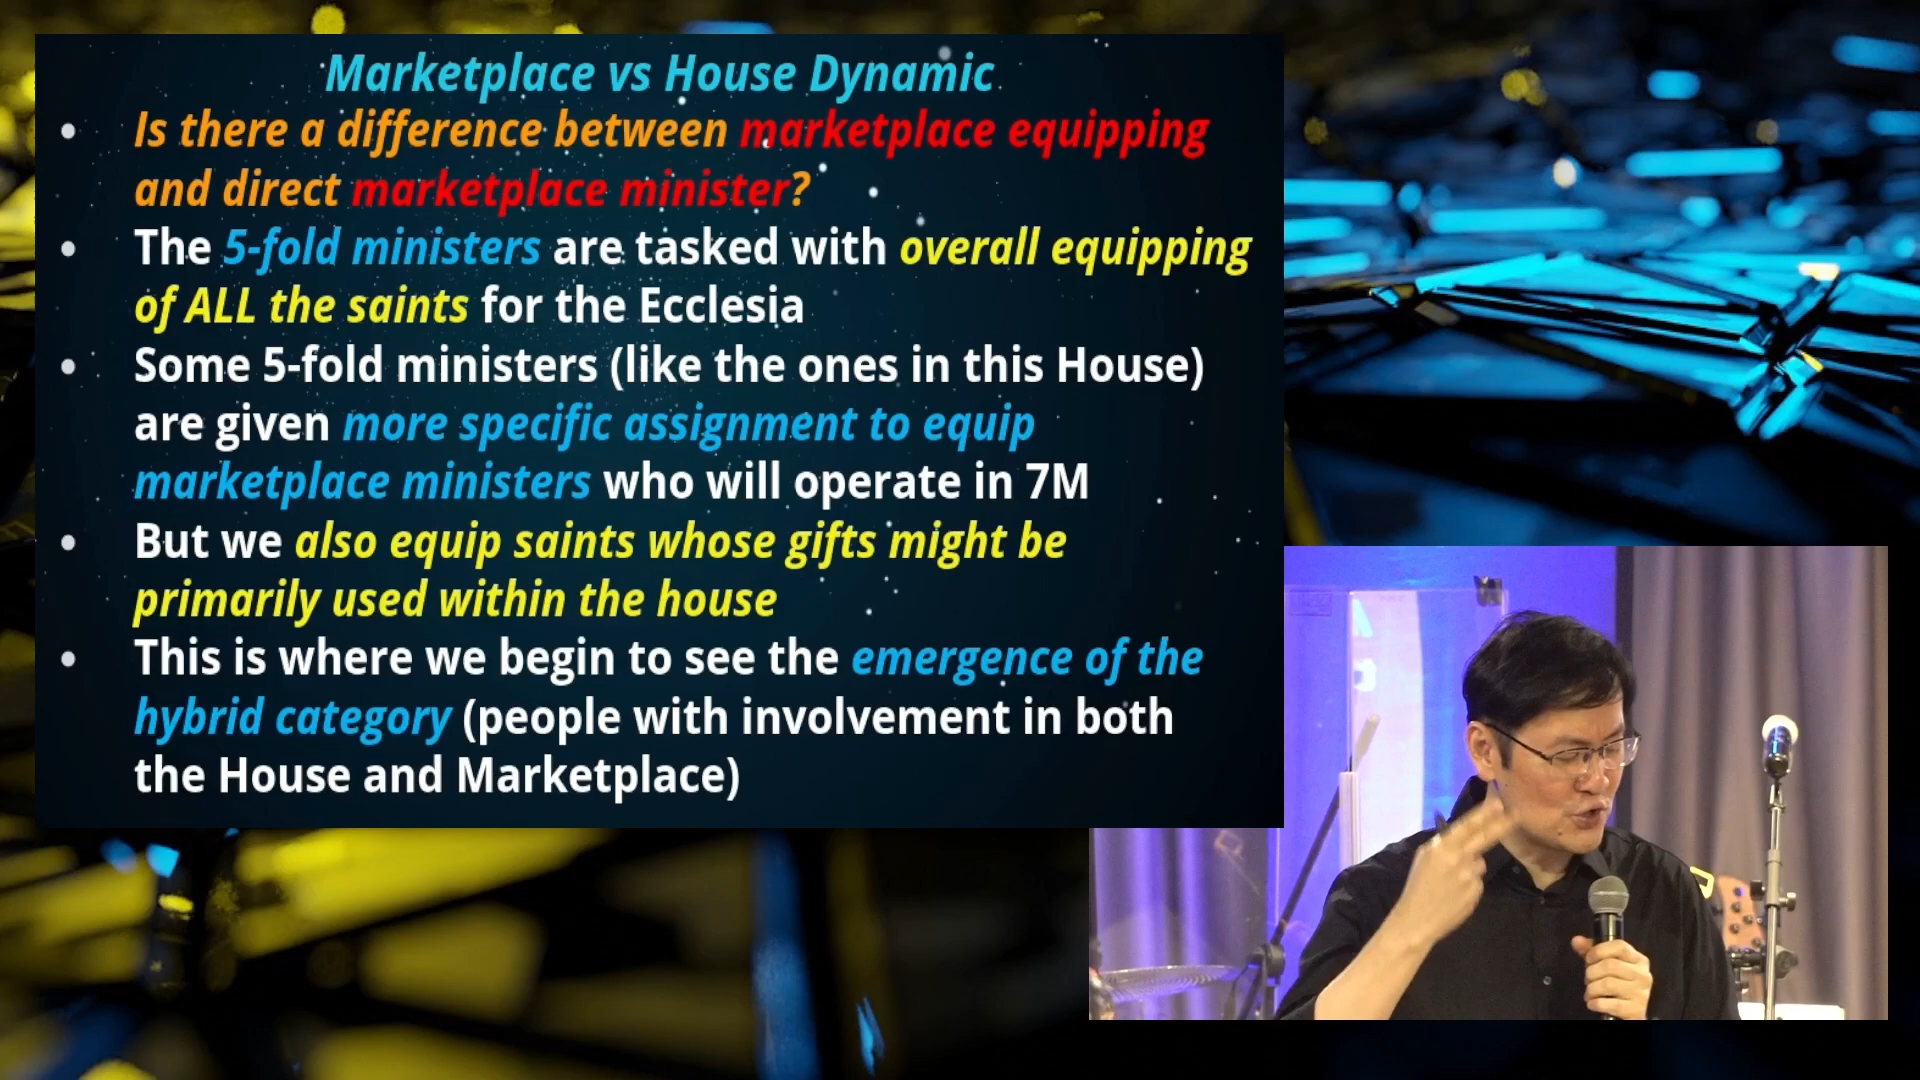 Marketplace vs House Dynamic
• Is there a difference between marketplace equipping
and direct marketplace minister?
• The 5-fold ministers are tasked with overall equipping
of ALL the saints for the Ecclesia
• Some 5-fold ministers (like the ones in this House)
are given more specific assignment to equip
marketplace ministers who will operate in 7M
• But we also equip saints whose gifts might be
primarily used within the house
• This is where we begin to see the emergence of the
hybrid category (people with involvement in both
the House and Marketplace)